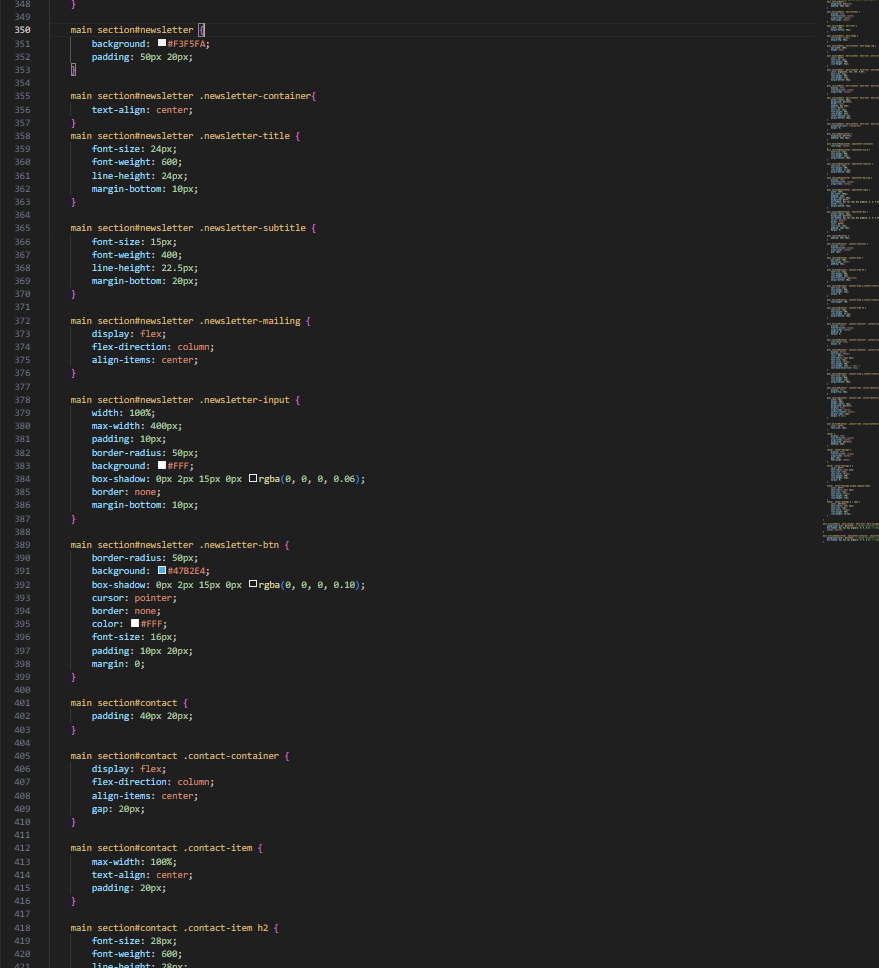 348 }
349
350 main section#newsletter {
351 background: #F3F5FA;
352 padding: 50px 20px;
353 }
354
355 main section#newsletter .newsletter-container{
356 text-align: center;
357 }
358 main section#newsletter .newsletter-title {
359 font-size: 24px;
360 font-weight: 600;
361 line-height: 24px;
362 margin-bottom: 10px;
363 }
364
365 main section#newsletter .newsletter-subtitle {
366 font-size: 15px;
367 font-weight: 400;
368 line-height: 22.5px;
369 margin-bottom: 20px;
370 }
371
372 main section#newsletter .newsletter-mailing {
373 display: flex;
374 flex-direction: column;
375 align-items: center;
376 }
377
378 main section#newsletter .newsletter-input {
379 width: 100%;
380 max-width: 400px;
381 padding: 10px;
382 border-radius: 50px;
383 background: #FFF;
384 box-shadow: 0px 2px 15px 0px rgba(0, 0, 0, 0.06);
385 border: none;
386 margin-bottom: 10px;
387 }
388
389 main section#newsletter .newsletter-btn {
390 border-radius: 50px;
391 background: #47B2E4;
392 box-shadow: 0px 2px 15px 0px rgba(0, 0, 0, 0.10);
393 cursor: pointer;
394 border: none;
395 color: #FFF;
396 font-size: 16px;
397 padding: 10px 20px;
398 margin: 0;
399 }
400
401 main section#contact {
402 padding: 40px 20px;
403 }
404
405 main section#contact .contact-container {
406 display: flex;
407 flex-direction: column;
408 align-items: center;
409 gap: 20px;
410 }
411
412 main section#contact .contact-item {
413 max-width: 100%;
414 text-align: center;
415 padding: 20px;
416 }
417
418 main section#contact .contact-item h2 {
419 font-size: 28px;
420 font-weight: 600;
421 line-height: 28px;